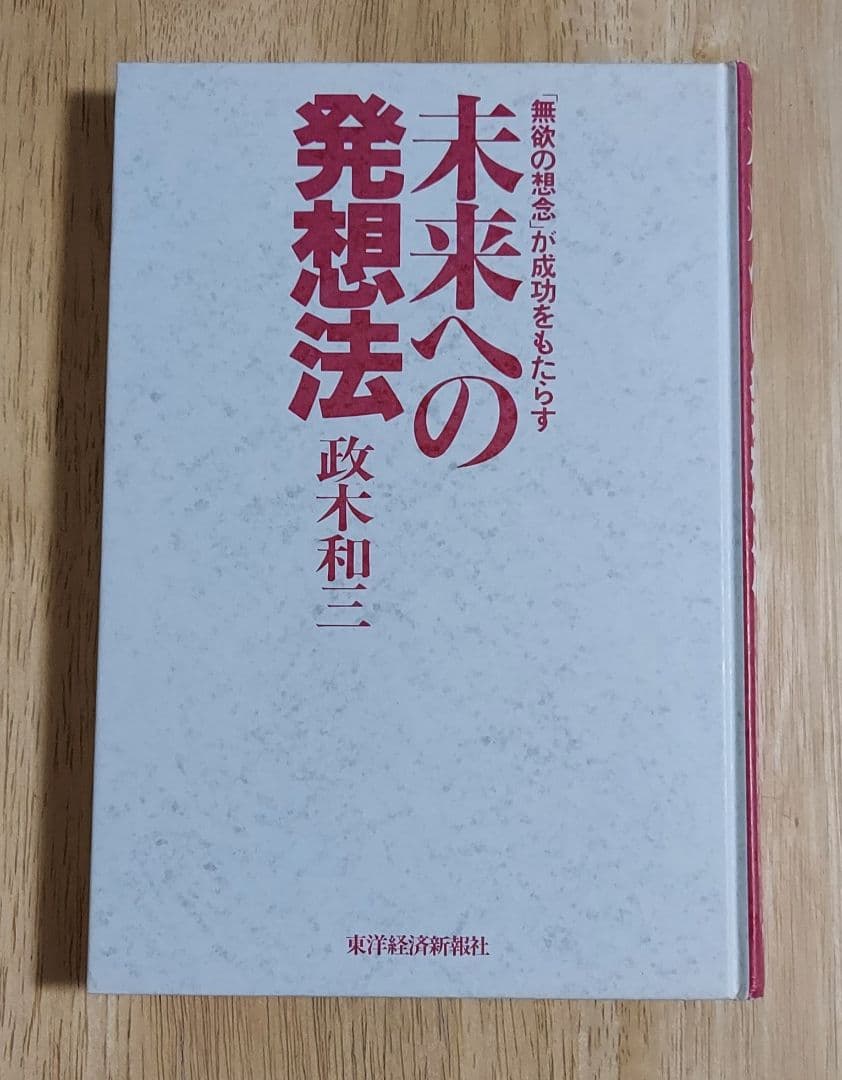 「無欲の想念」が成功をもたらす
未来への
発想法
政木和三
東洋経済新報社